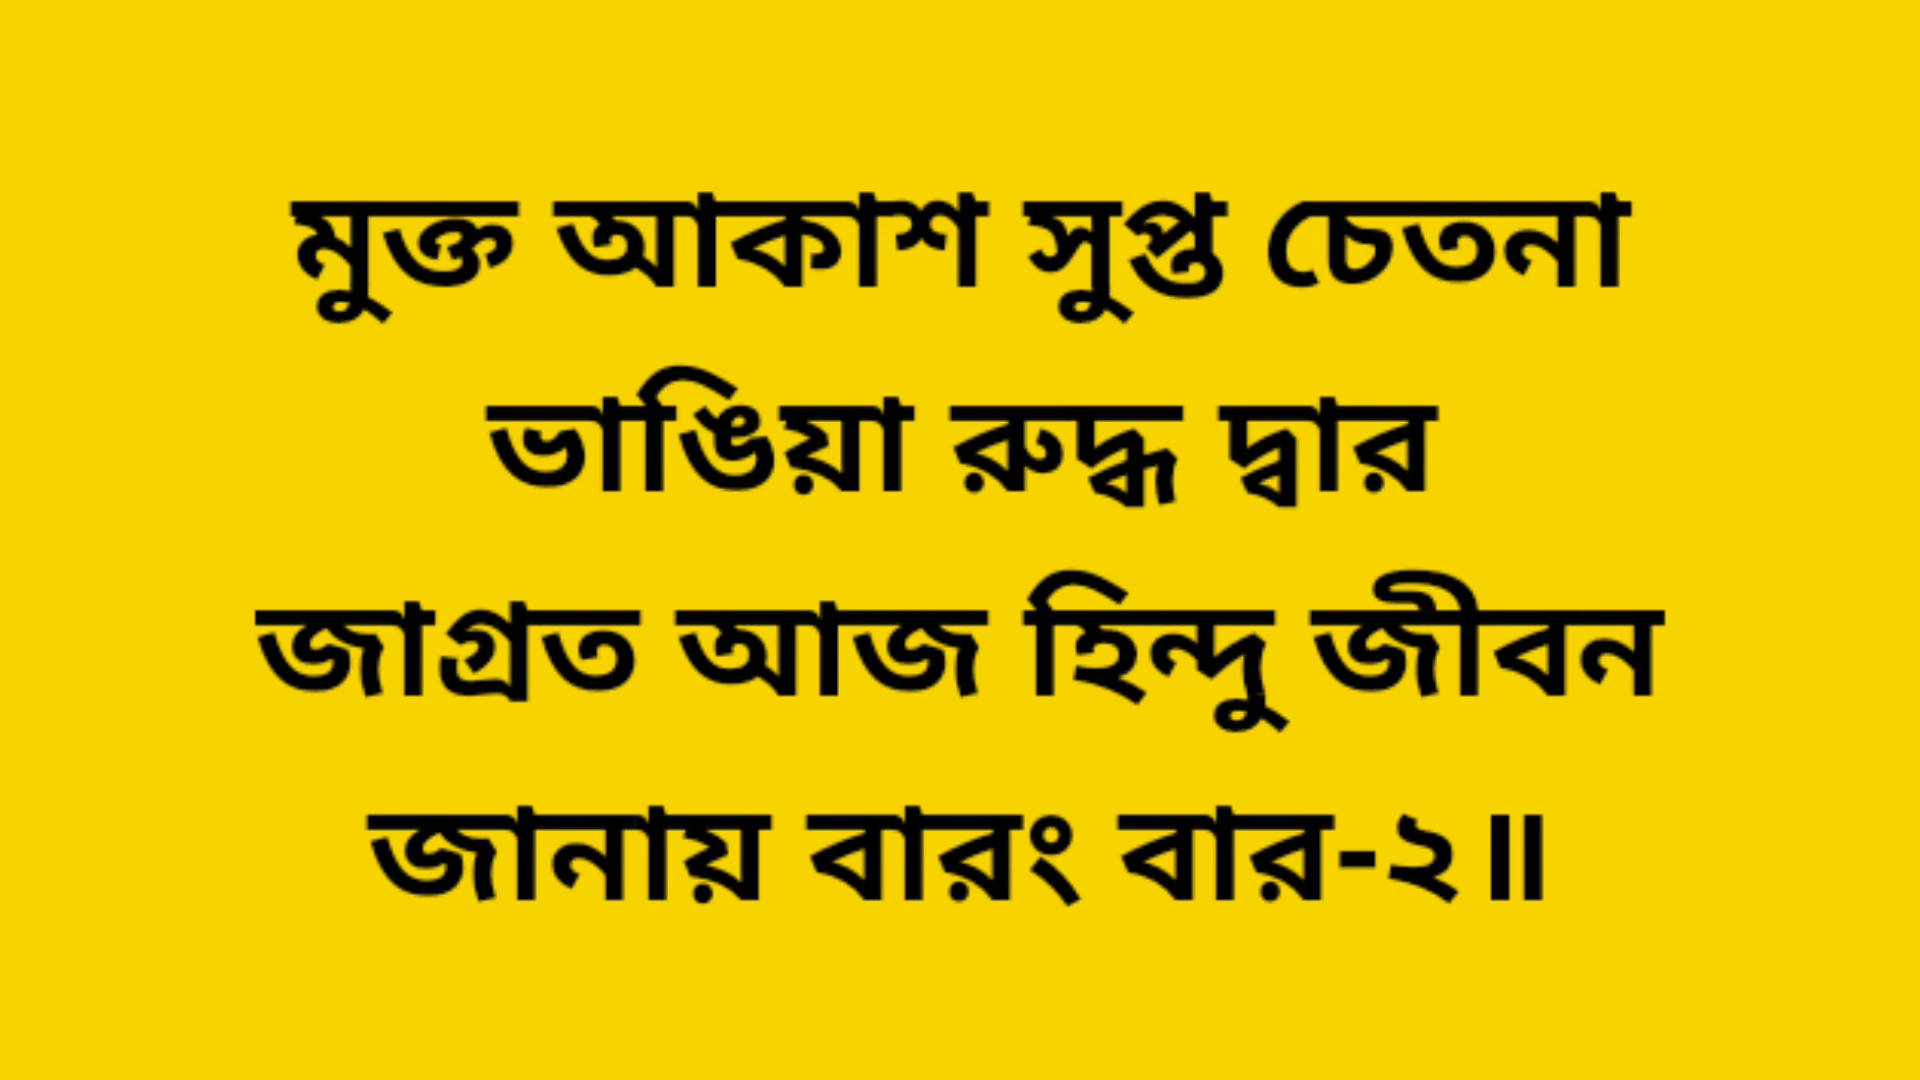 মুক্ত আকাশ সুপ্ত চেতনা
ভাঙিয়া রুদ্ধ দ্বার
জাগ্রত আজ হিন্দু জীবন
জানায় বারং বার-২॥